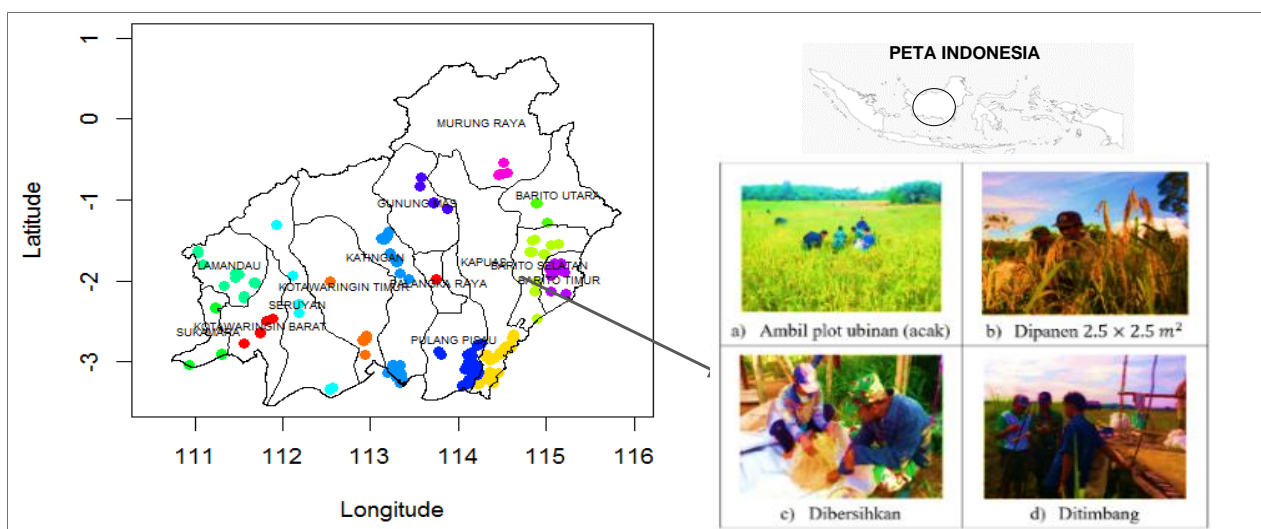 PETA INDONESIA
1
0
-1
-2
-3
Latitude
MURUNG RAYA
BARITO UTARA
GUNUNG MAS
KATINGAN
KAPUAS
BARITO SELATAN
LAMANDAU
BARITO TIMUR
KOTAWARINGIN TIMUR
PALANGKA RAYA
SERUYAN
KOTAWARINGIN BARAT
SUKAMARA
PULANG PISAU
111
112
113
114
115
116
Longitude
a) Ambil plot ubinan (acak)
b) Dipanen 2.5 × 2.5 m²
c) Dibersihkan
d) Ditimbang